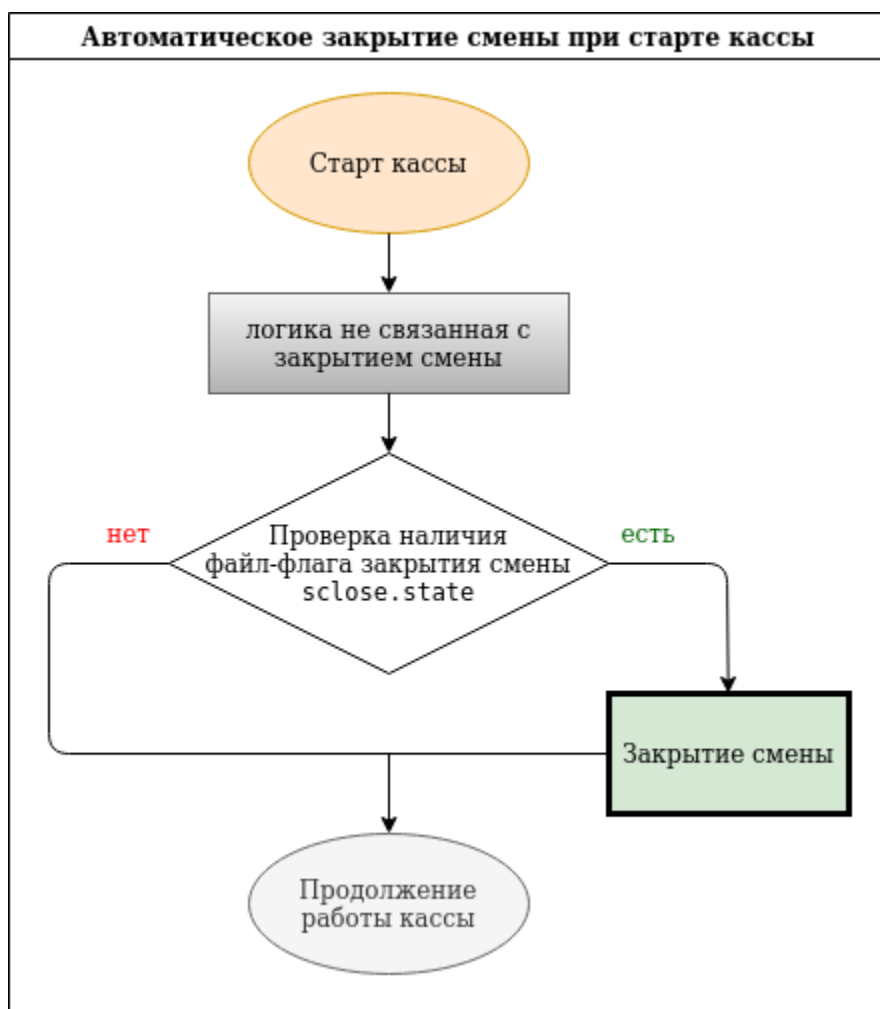 Автоматическое закрытие смены при старте кассы
Старт кассы
логика не связанная с
закрытием смены
Проверка наличия
файл-флага закрытия смены
sclose.state
нет
есть
Закрытие смены
Продолжение
работы кассы